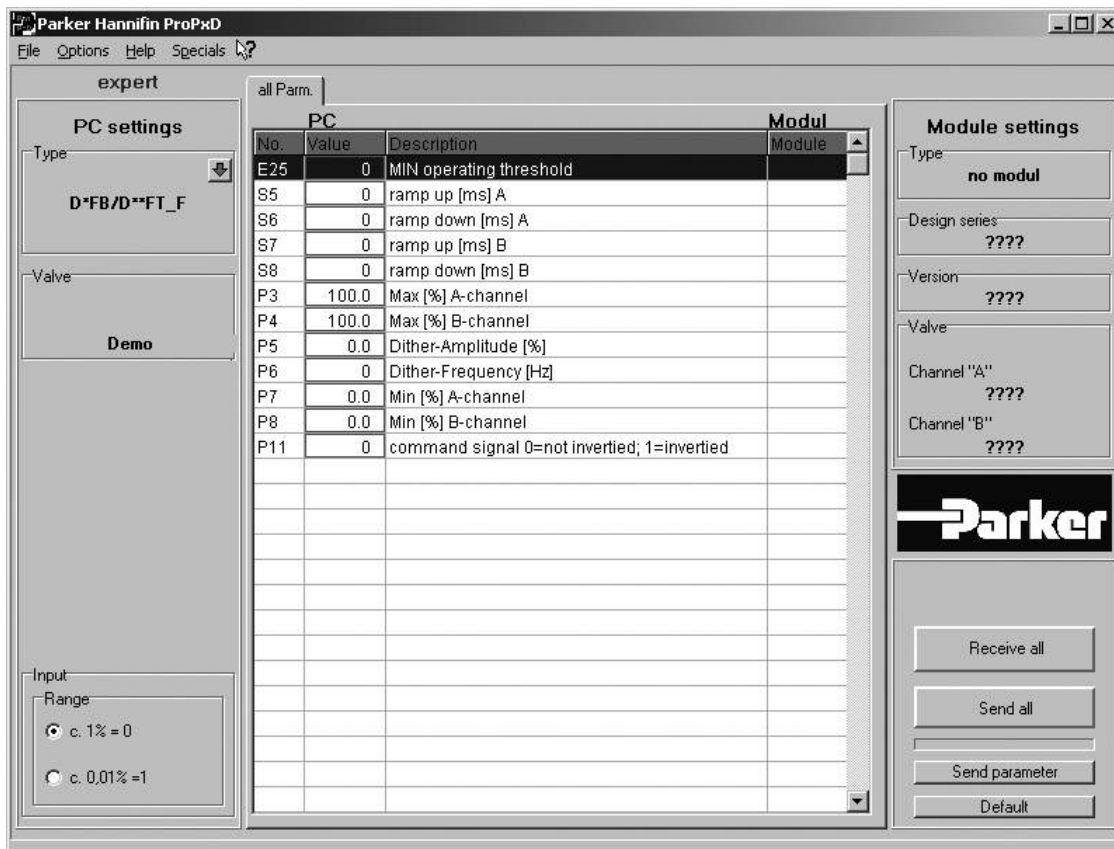 Parker Hannifin ProPxD
File Options Help Specials ?
expert
PC settings
Type
D*FB/D**FT_F
Valve
Demo
Input
Range
c. 1% = 0
c. 0,01% =1
all Parm.
PC Modul
No. Value Description Module
E25 0 MIN operating threshold
S5 0 ramp up [ms] A
S6 0 ramp down [ms] A
S7 0 ramp up [ms] B
S8 0 ramp down [ms] B
P3 100.0 Max [%] A-channel
P4 100.0 Max [%] B-channel
P5 0.0 Dither-Amplitude [%]
P6 0 Dither-Frequency [Hz]
P7 0.0 Min [%] A-channel
P8 0.0 Min [%] B-channel
P11 0 command signal 0=not invertied; 1=invertied
Module settings
Type
no modul
Design series
????
Version
????
Valve
Channel "A"
????
Channel "B"
????
Parker
Receive all
Send all
Send parameter
Default